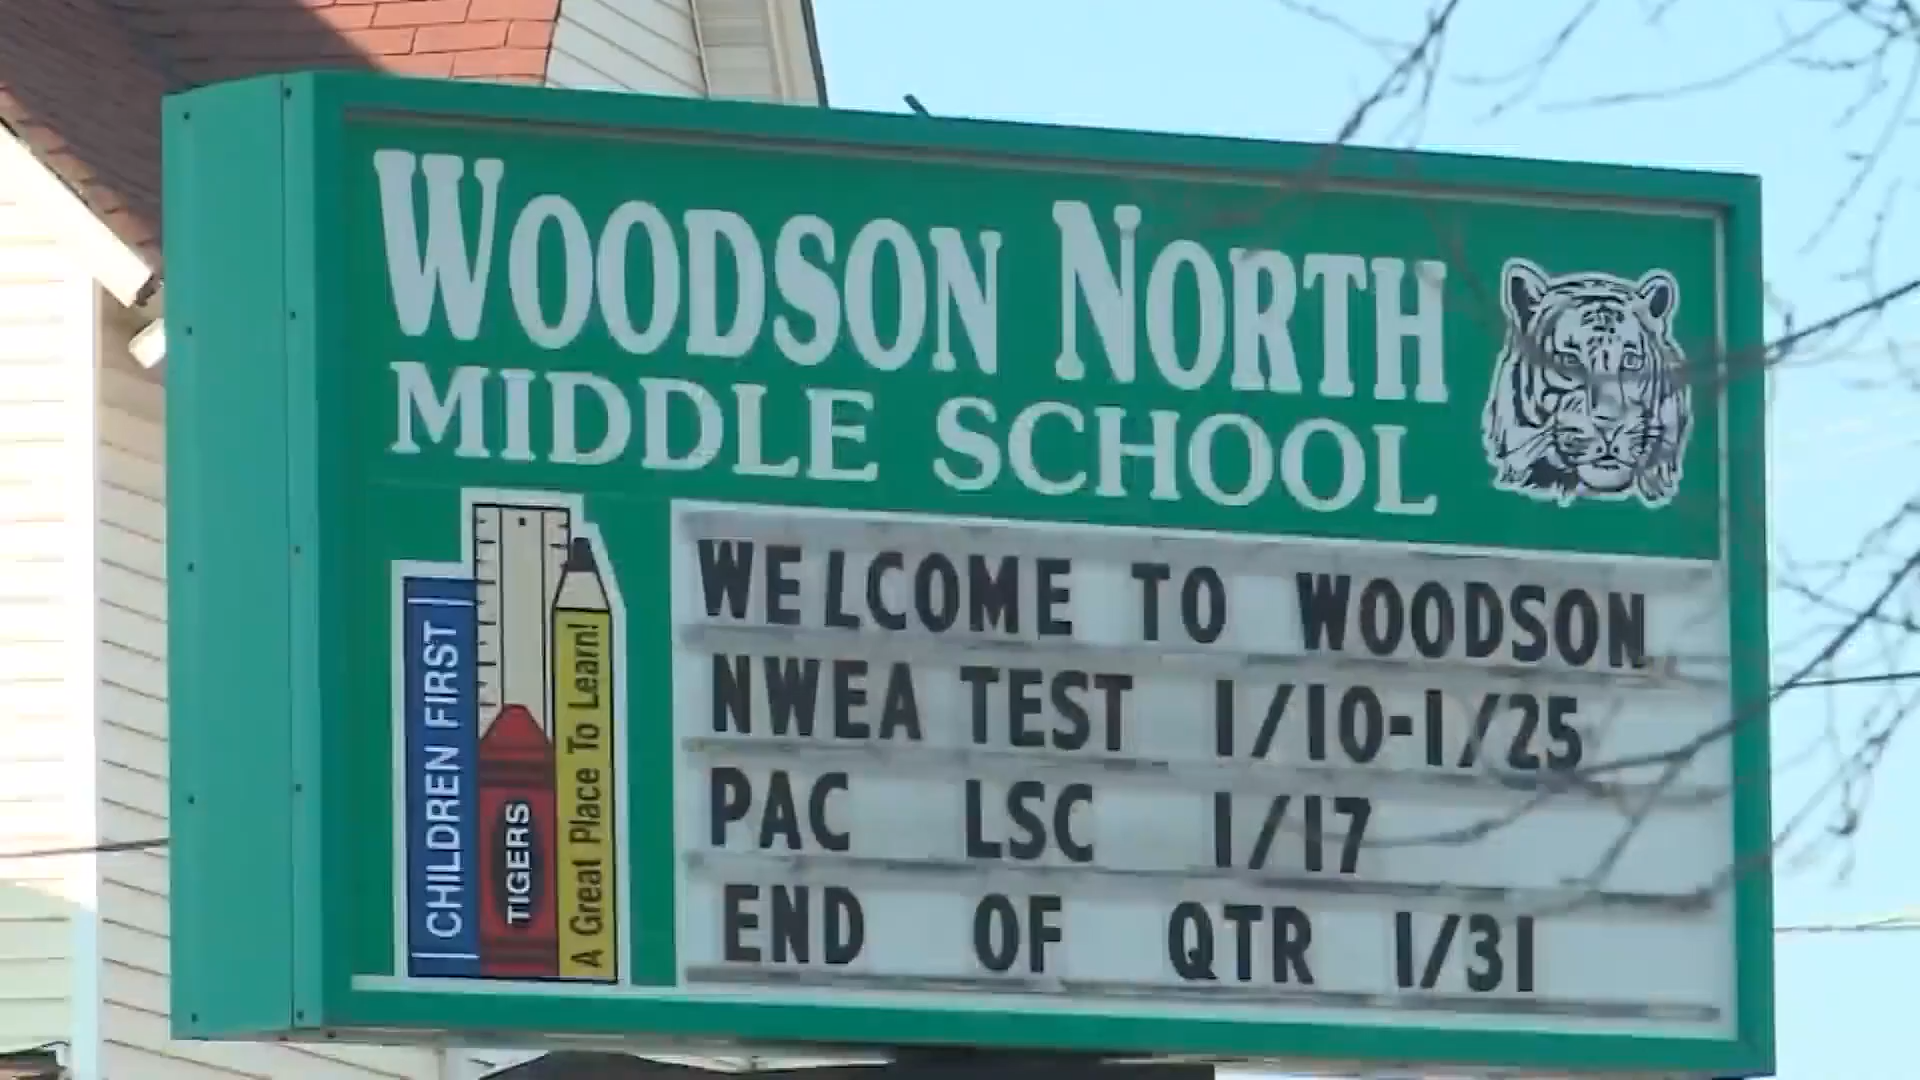 WOODSON NORTH
MIDDLE SCHOOL
CHILDREN FIRST
TIGERS
A Great Place To Learn!
WELCOME TO WOODSON
NWEA TEST 1/10-1/25
PAC LSC 1/17
END OF QTR 1/31